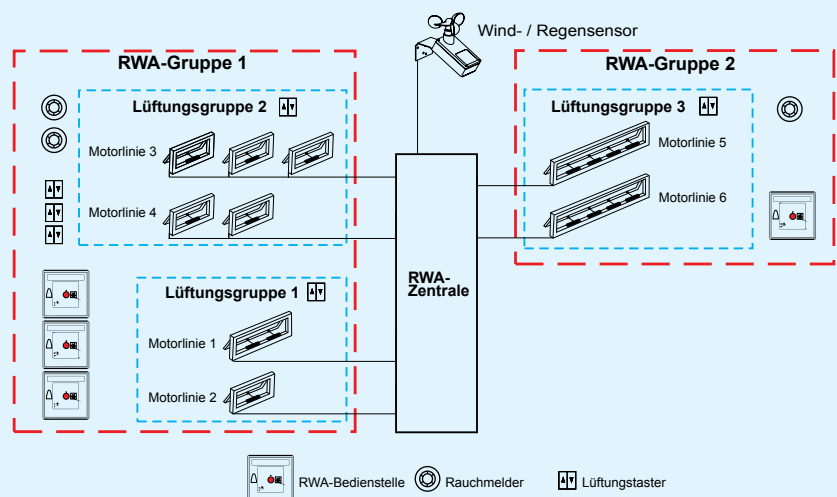 Wind- / Regensensor
RWA-Gruppe 1
RWA-Gruppe 2
Lüftungsgruppe 2
Motorlinie 3
Motorlinie 4
Lüftungsgruppe 3
Motorlinie 5
Motorlinie 6
RWA-
Zentrale
Lüftungsgruppe 1
Motorlinie 1
Motorlinie 2
RWA-Bedienstelle
Rauchmelder
Lüftungstaster